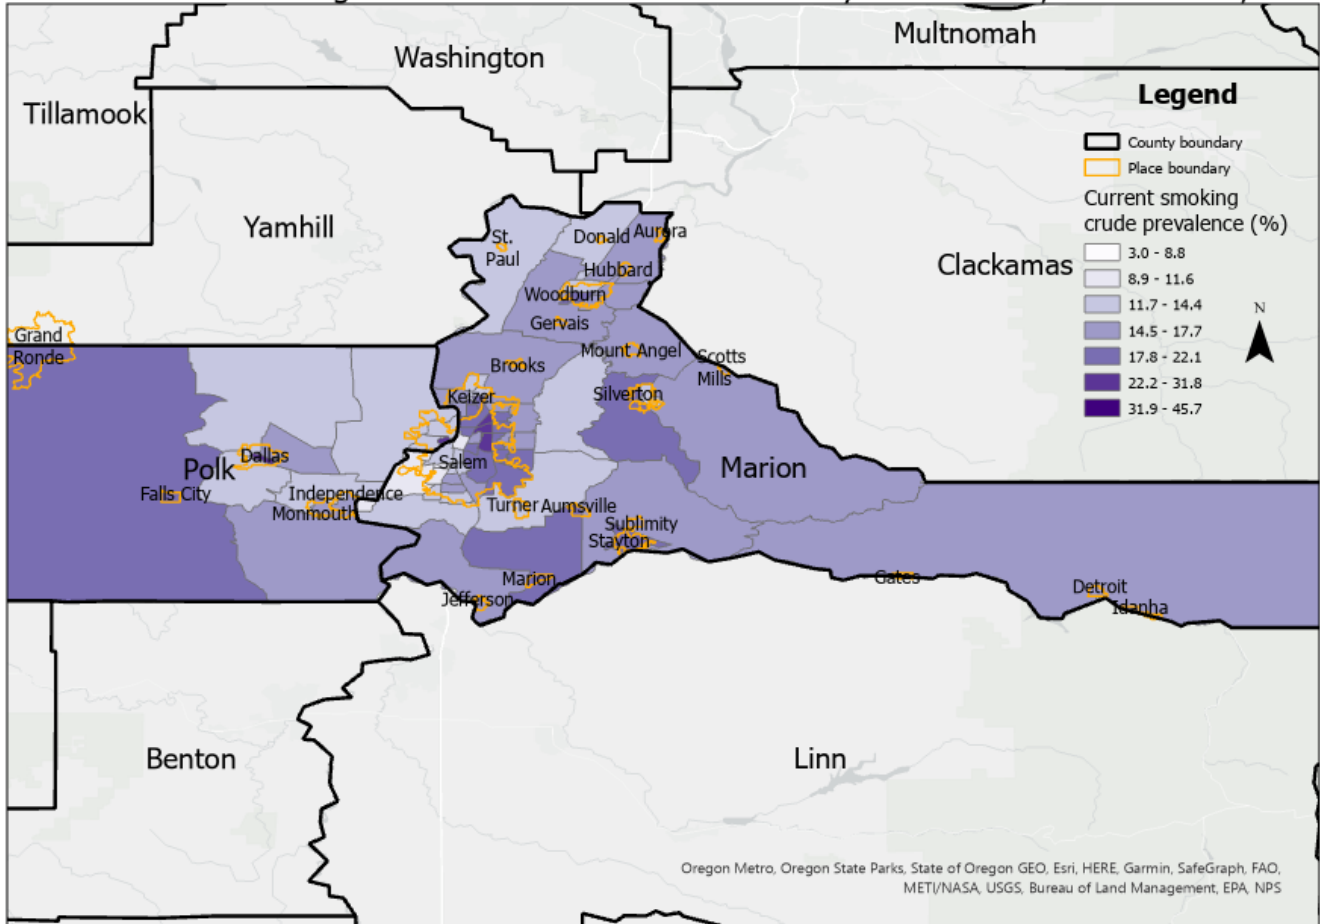 Washington
Multnomah
Tillamook
Yamhill
Clackamas
Legend
County boundary
Place boundary
Current smoking
crude prevalence (%)
3.0 - 8.8
8.9 - 11.6
11.7 - 14.4
14.5 - 17.7
17.8 - 22.1
22.2 - 31.8
31.9 - 45.7
N
St.
Paul
Donald
Aurora
Hubbard
Woodburn
Gervais
Grand
Ronde
Brooks
Mount Angel
Scotts
Mills
Keizer
Silverton
Dallas
Polk
Salem
Marion
Falls City
Independence
Monmouth
Turner
Aumsville
Sublimity
Stayton
Marion
Jefferson
Gates
Detroit
Idanha
Benton
Linn
Oregon Metro, Oregon State Parks, State of Oregon GEO, Esri, HERE, Garmin, SafeGraph, FAO,
METI/NASA, USGS, Bureau of Land Management, EPA, NPS